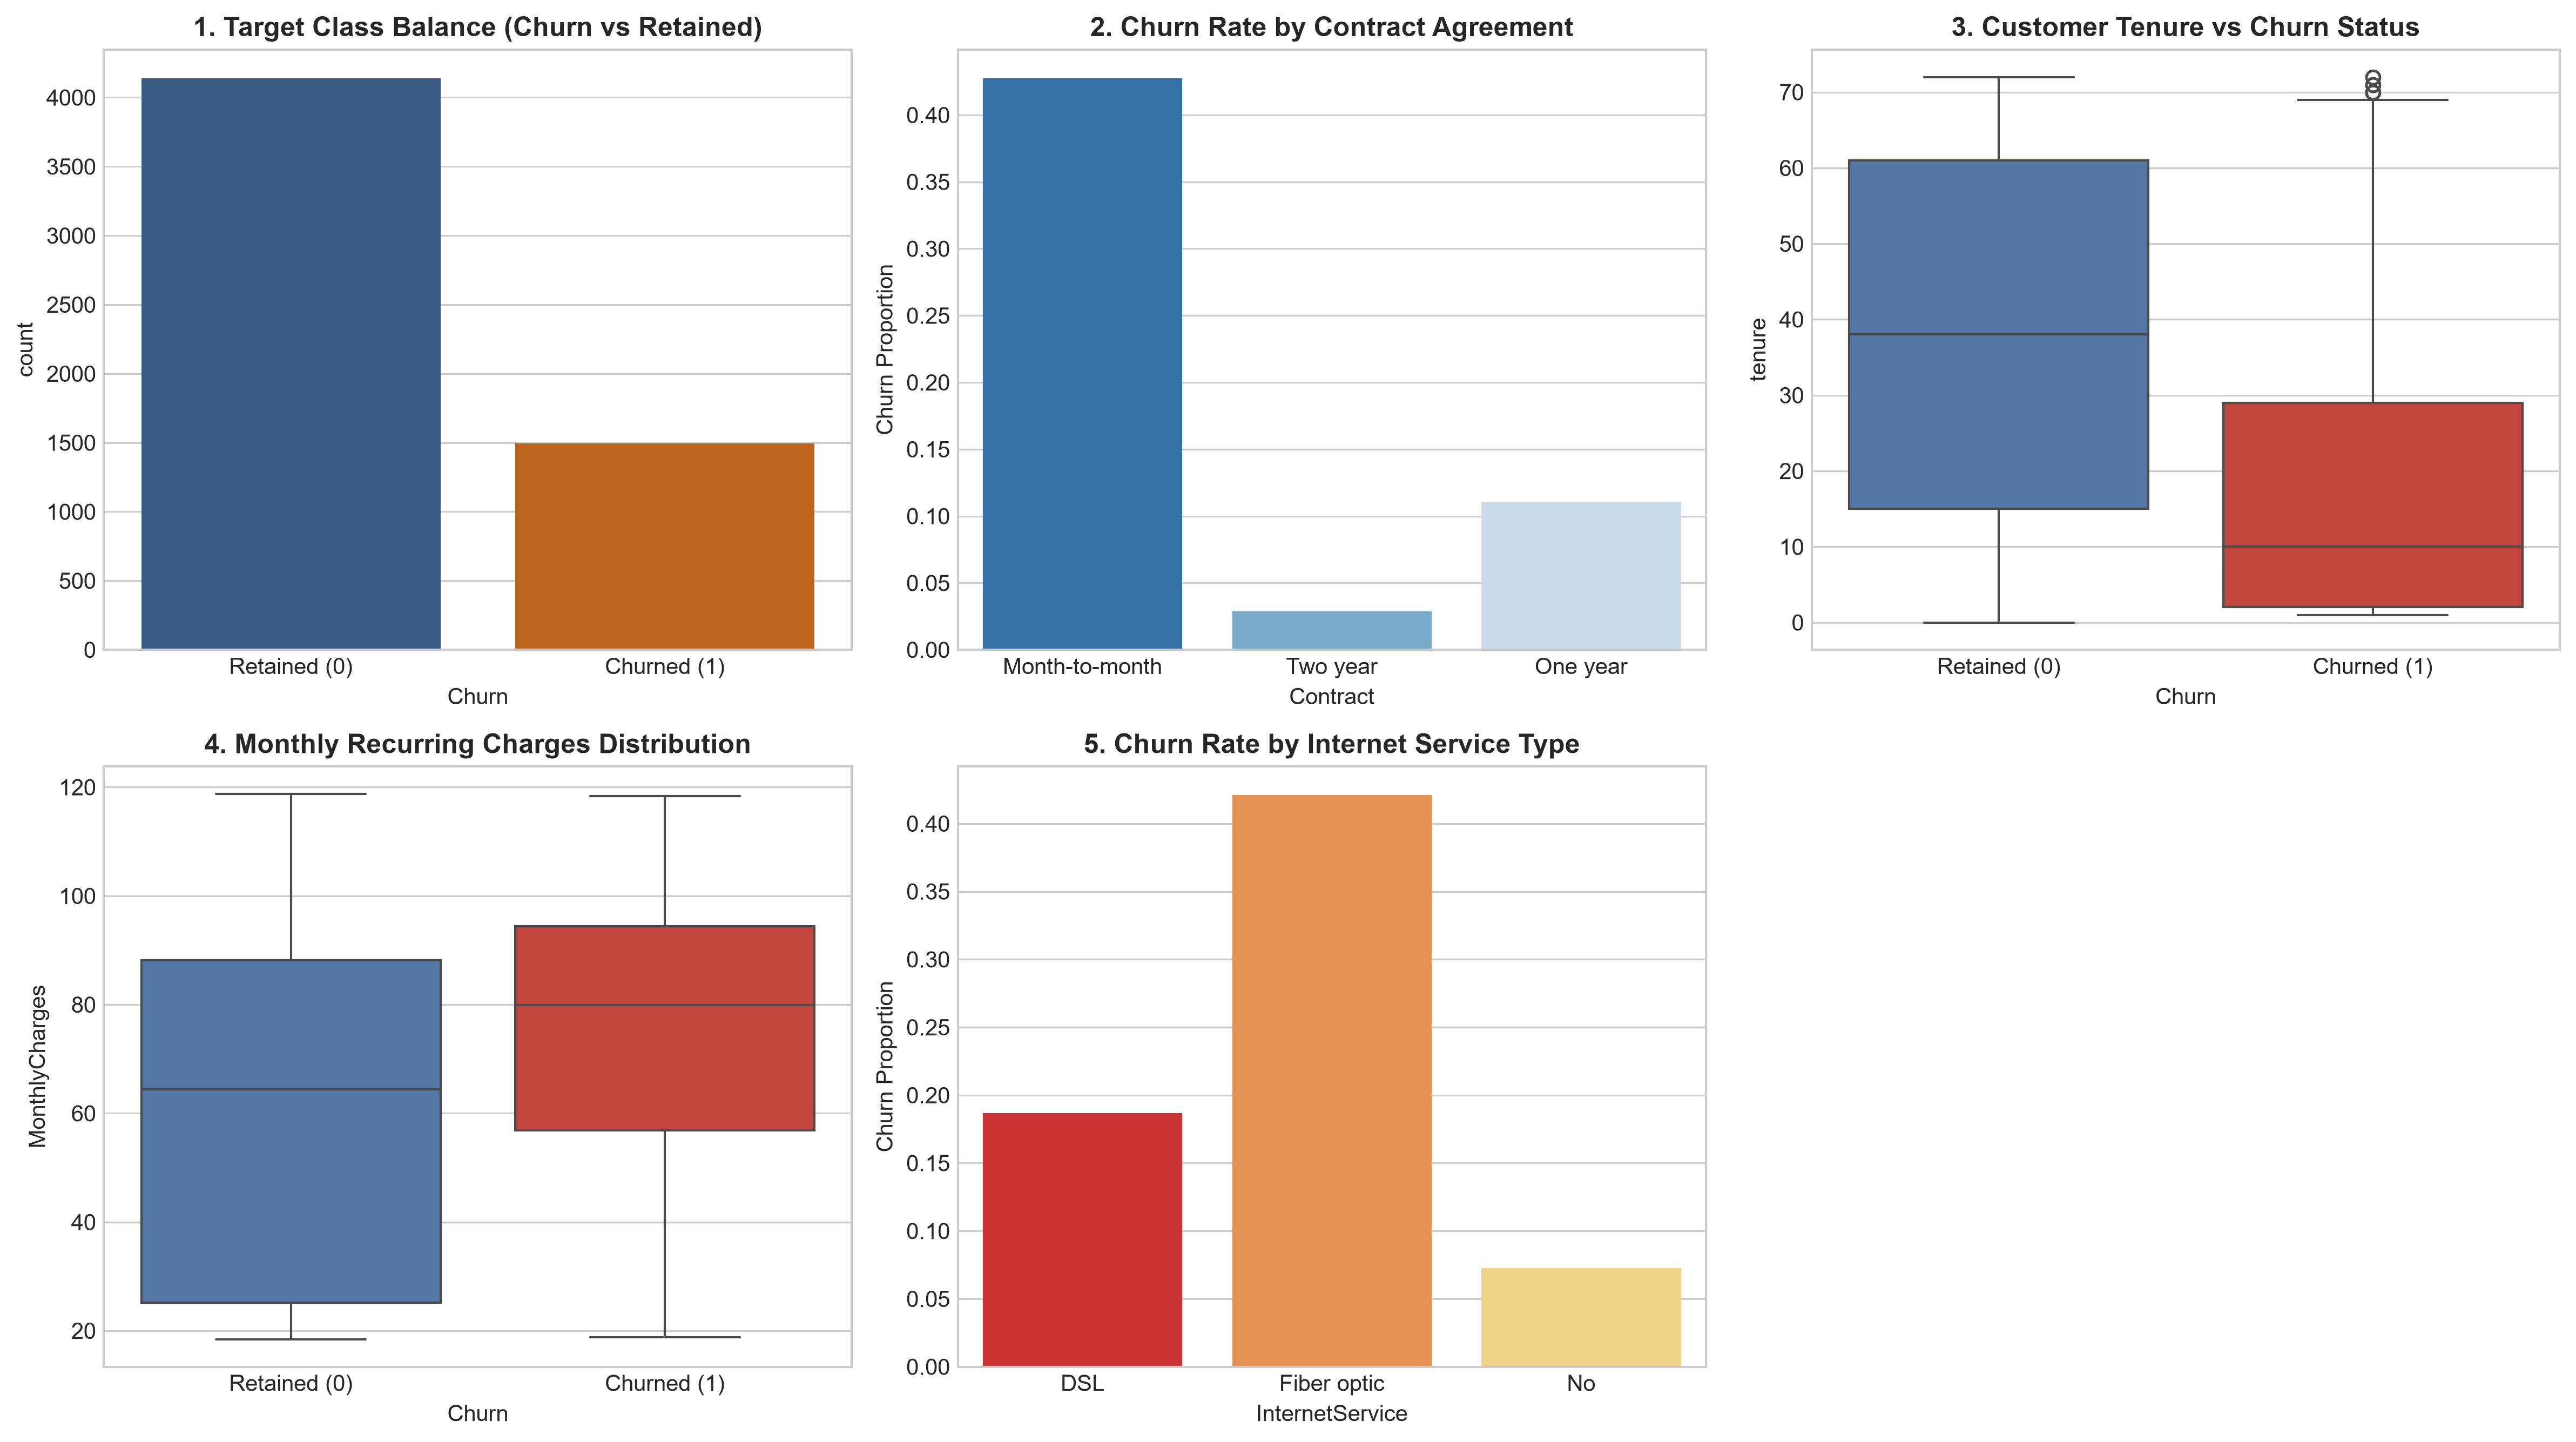 1. Target Class Balance (Churn vs Retained)
4000
3500
3000
2500
2000
1500
1000
500
0
count
Retained (0)
Churned (1)
Churn
2. Churn Rate by Contract Agreement
0.40
0.35
0.30
0.25
0.20
0.15
0.10
0.05
0.00
Churn Proportion
Month-to-month
Two year
One year
Contract
3. Customer Tenure vs Churn Status
70
60
50
40
30
20
10
0
tenure
Retained (0)
Churned (1)
Churn
4. Monthly Recurring Charges Distribution
120
100
80
60
40
20
MonthlyCharges
Retained (0)
Churned (1)
Churn
5. Churn Rate by Internet Service Type
0.40
0.35
0.30
0.25
0.20
0.15
0.10
0.05
0.00
Churn Proportion
DSL
Fiber optic
No
InternetService